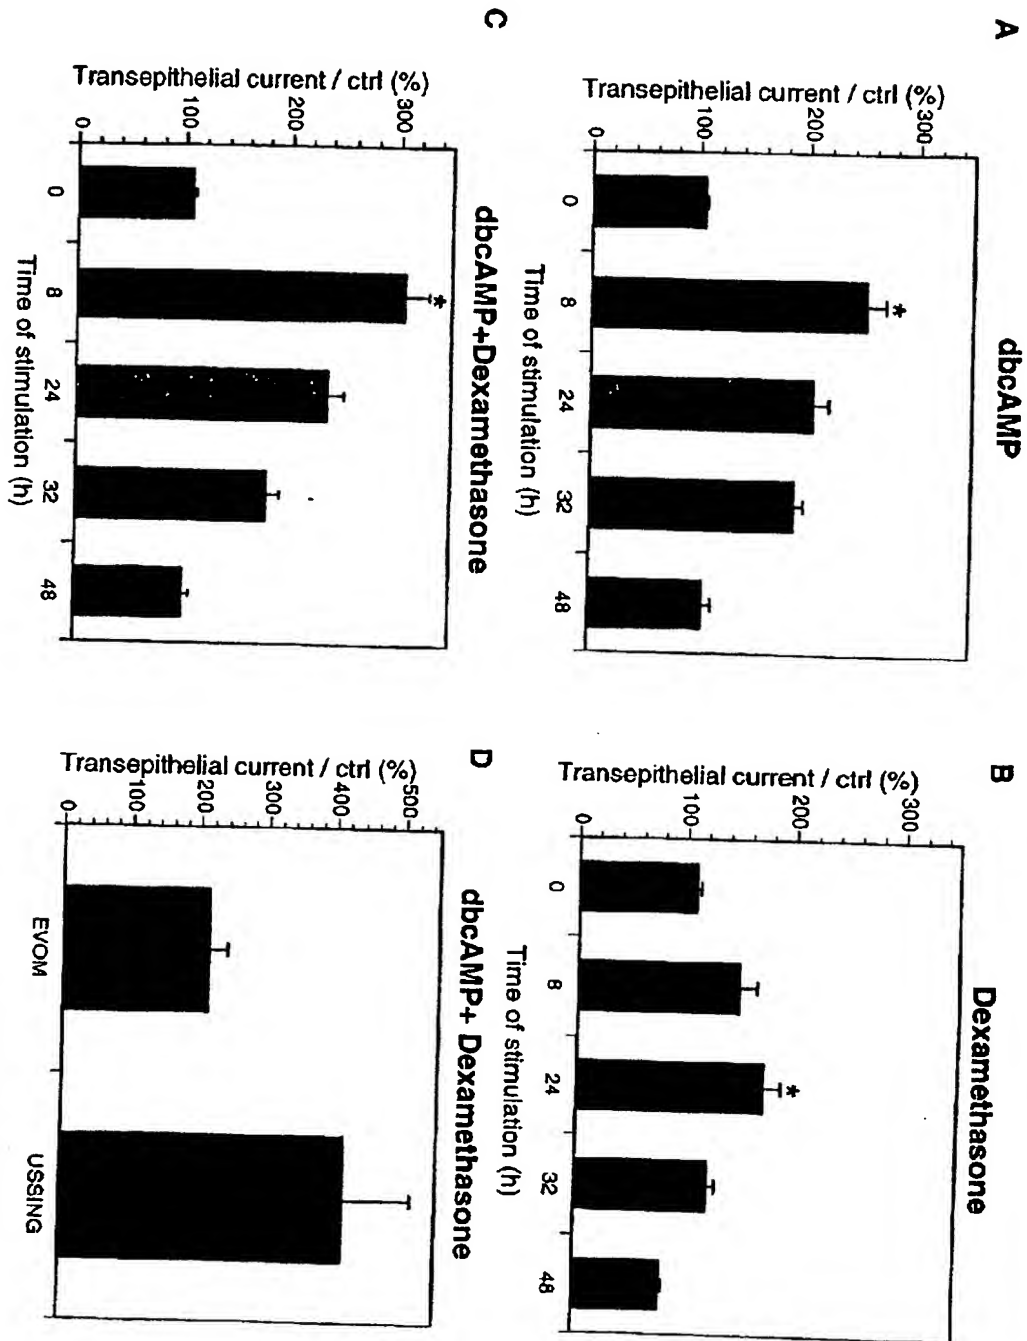 A
dbcAMP
Transepithelial current / ctrl (%)
0 100 200 300
*
0 8 24 32 48
Time of stimulation (h)
B
Dexamethasone
Transepithelial current / ctrl (%)
0 100 200 300
*
0 8 24 32 48
Time of stimulation (h)
C
dbcAMP+Dexamethasone
Transepithelial current / ctrl (%)
0 100 200 300
*
0 8 24 32 48
Time of stimulation (h)
D
dbcAMP+ Dexamethasone
Transepithelial current / ctrl (%)
0 100 200 300 400 500
EVOM USSING